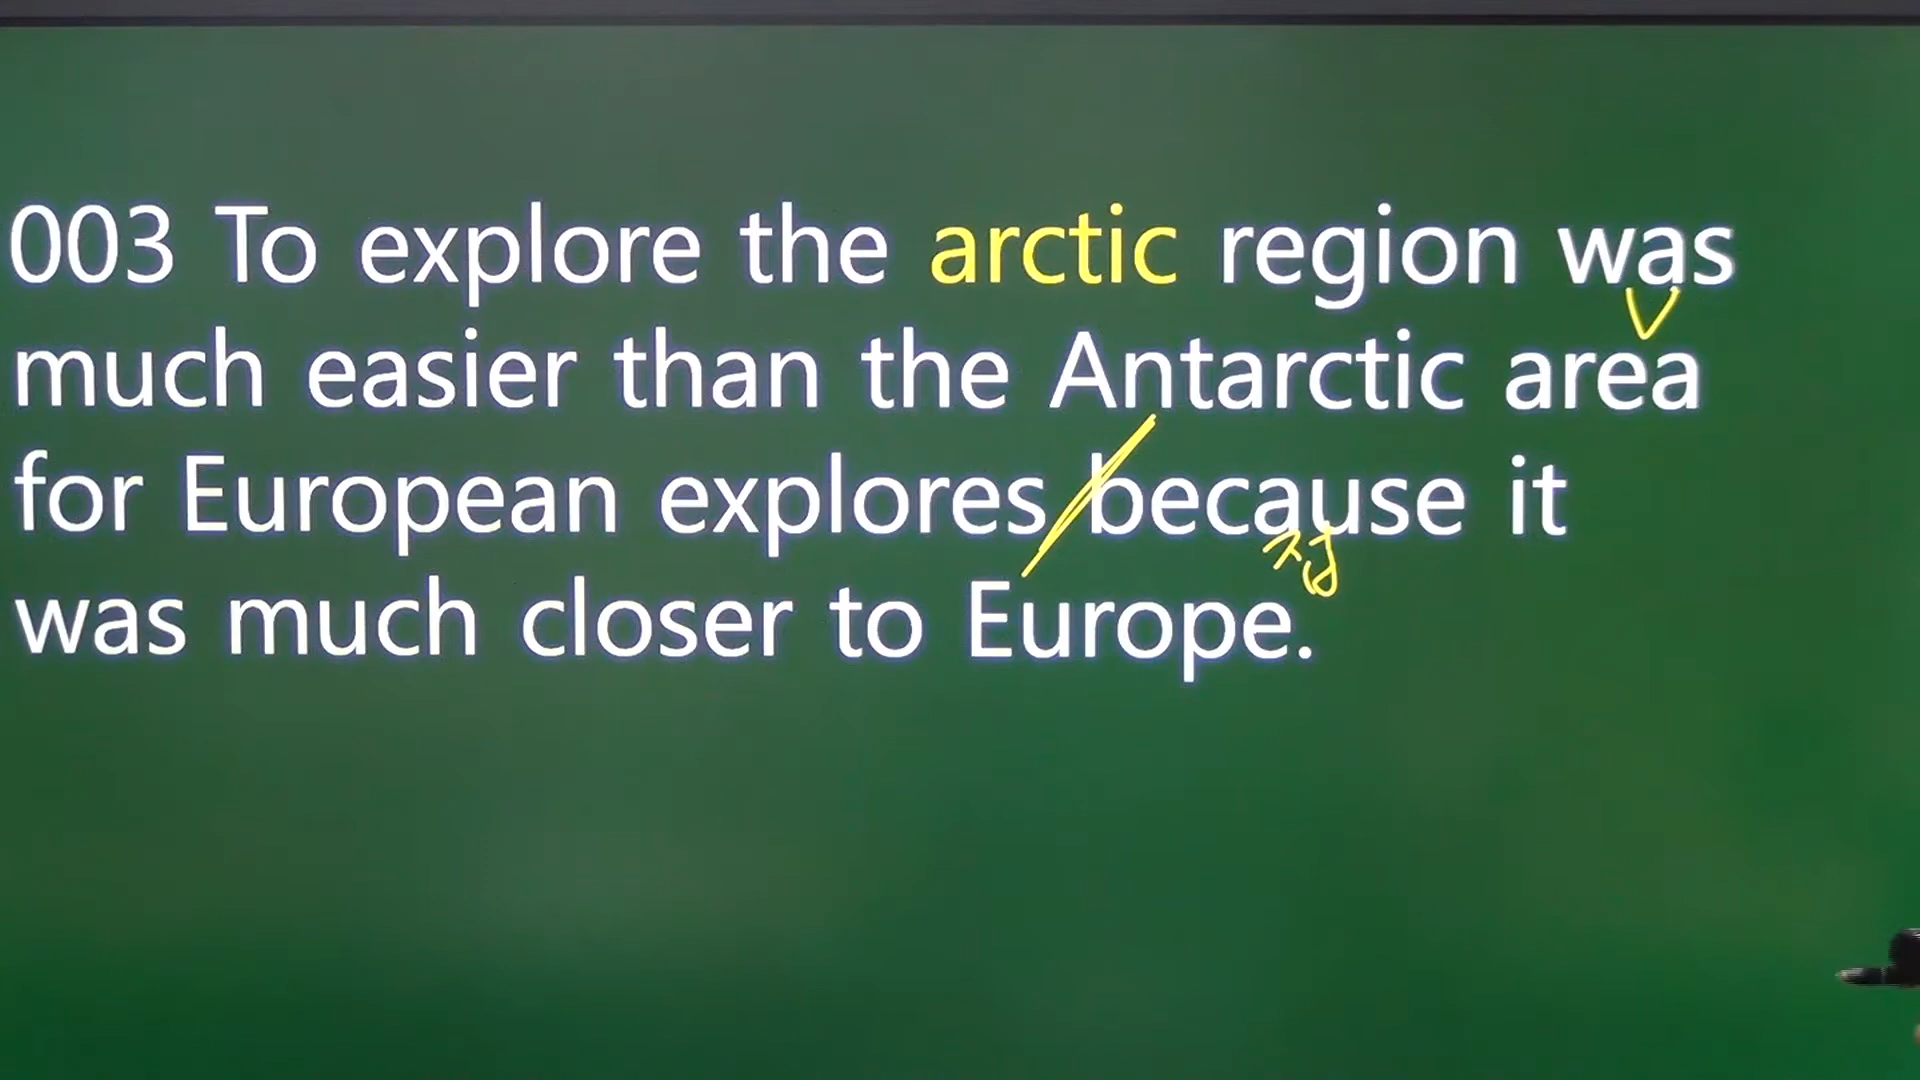 003 To explore the arctic region was
V
much easier than the Antarctic area
for European explores / because it
접
was much closer to Europe.